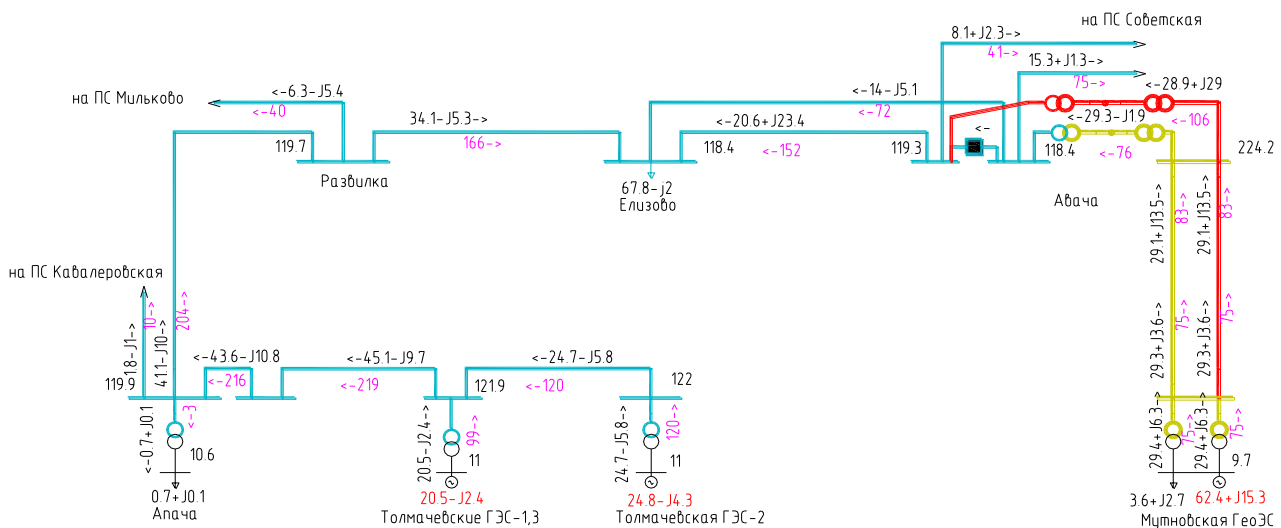 на ПС Советская
8.1+J2.3->
41->
15.3+J1.3->
75->
на ПС Мильково
<-6.3-J5.4
<-40
<-14-J5.1
<-72
<-28.9+J29
<-106
34.1-J5.3->
166->
<-20.6+J23.4
<-152
<-
<-29.3-J1.9
<-76
119.7
118.4
119.3
118.4
224.2
Развилка
67.8-j2
Елизово
Авача
29.1+J13.5->
83->
29.1+J13.5->
83->
на ПС Кавалеровская
1.8-J1->
10->
41.1-J10->
204->
29.3+J3.6->
75->
29.3+J3.6->
75->
<-43.6-J10.8
<-216
<-45.1-J9.7
<-219
<-24.7-J5.8
<-120
119.9
121.9
122
<-0.7+J0.1
<-3
10.6
20.5-J2.4->
99->
11
24.7-J5.8->
120->
11
29.4+J6.3->
75->
29.4+J6.3->
75->
9.7
0.7+J0.1
Апача
20.5-J2.4
Толмачевские ГЭС-1,3
24.8-J4.3
Толмачевская ГЭС-2
3.6+J2.7
62.4+J15.3
Мутновская ГеоЭС